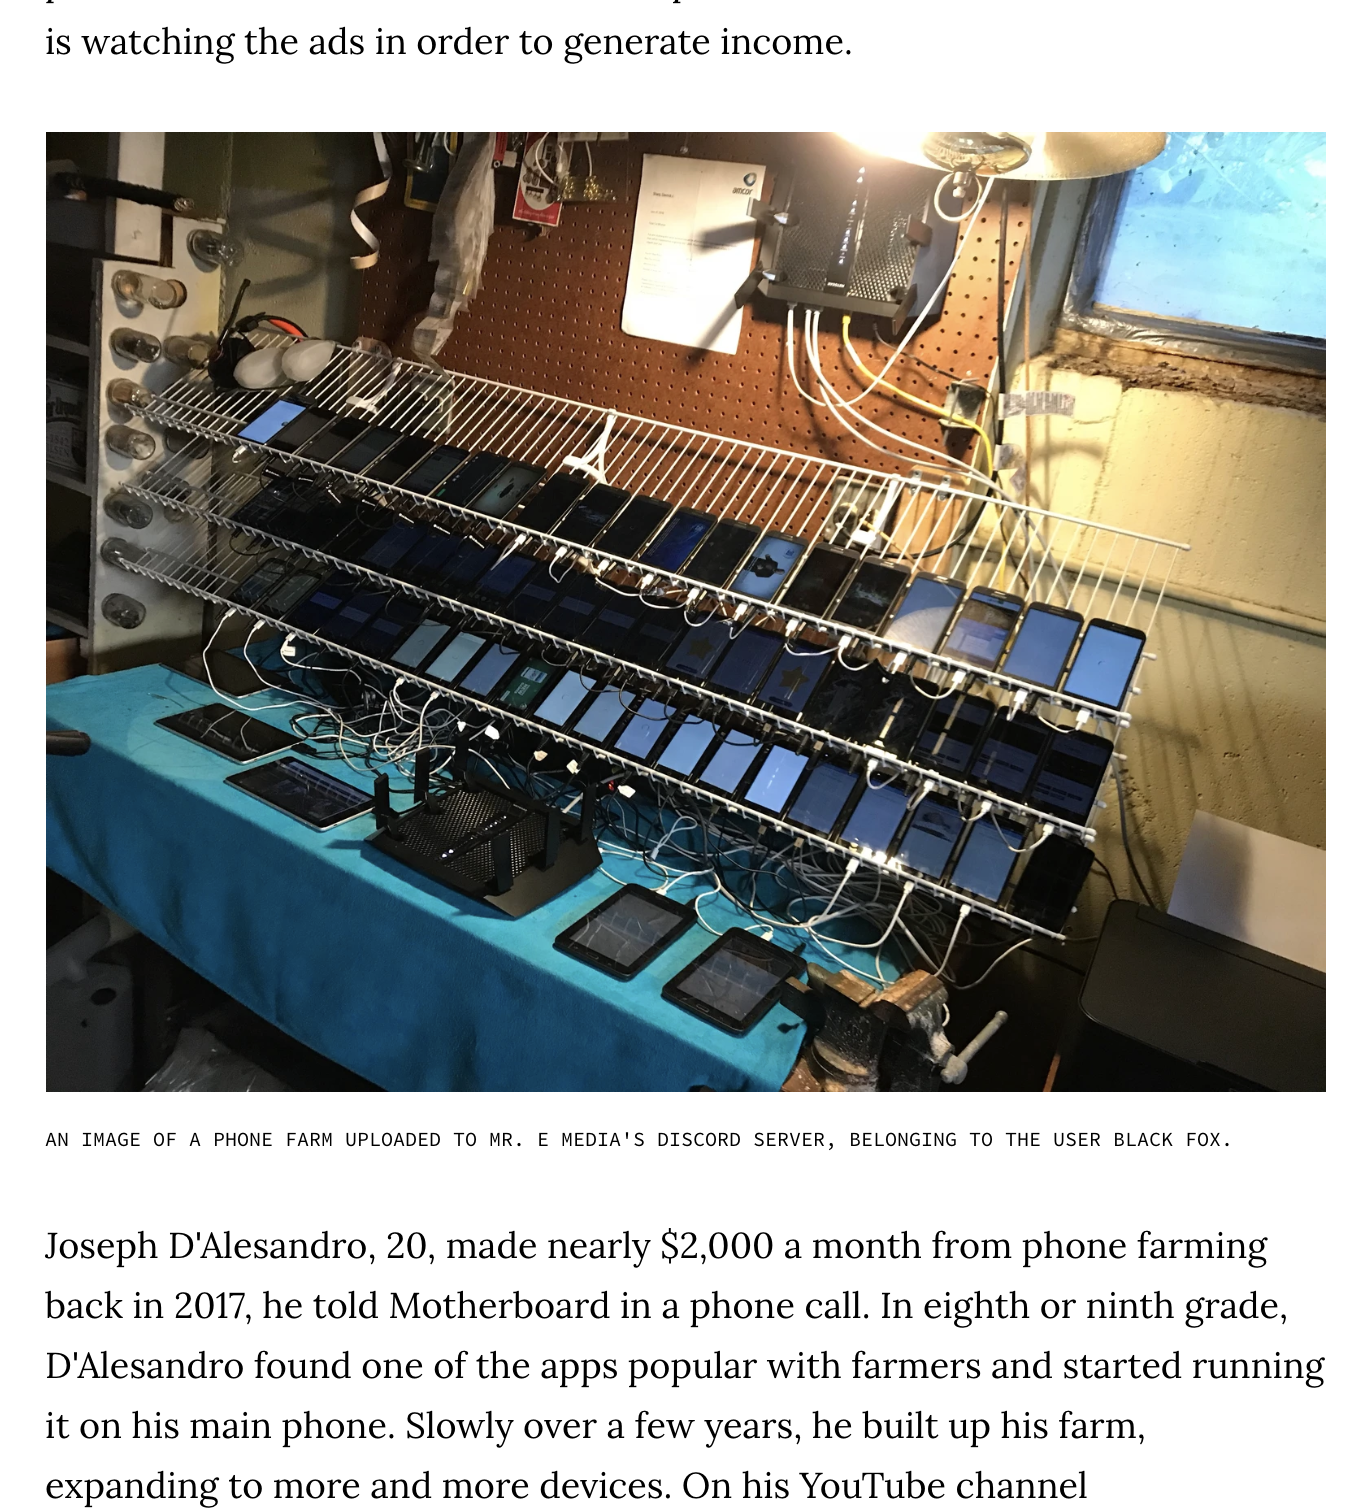 is watching the ads in order to generate income.
amcor
AN IMAGE OF A PHONE FARM UPLOADED TO MR. E MEDIA'S DISCORD SERVER, BELONGING TO THE USER BLACK FOX.
Joseph D'Alesandro, 20, made nearly $2,000 a month from phone farming
back in 2017, he told Motherboard in a phone call. In eighth or ninth grade,
D'Alesandro found one of the apps popular with farmers and started running
it on his main phone. Slowly over a few years, he built up his farm,
expanding to more and more devices. On his YouTube channel